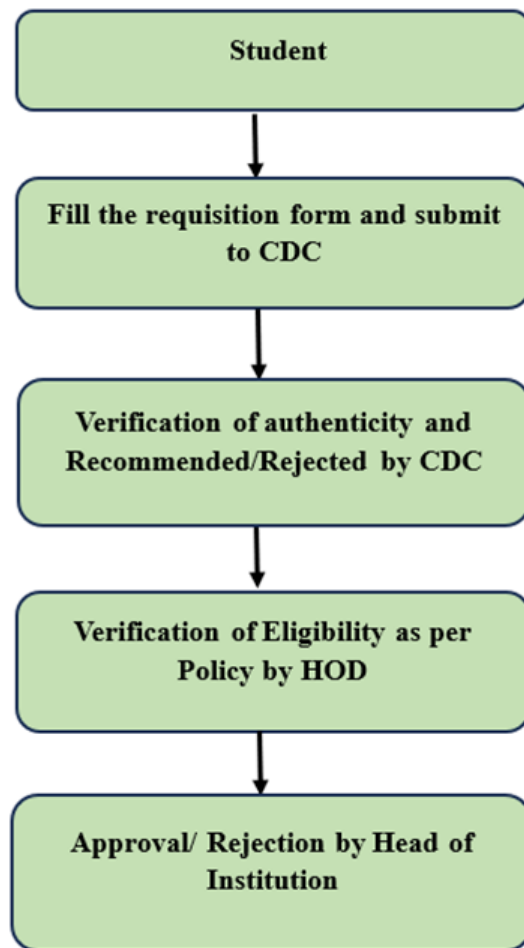 Student
Fill the requisition form and submit
to CDC
Verification of authenticity and
Recommended/Rejected by CDC
Verification of Eligibility as per
Policy by HOD
Approval/ Rejection by Head of
Institution